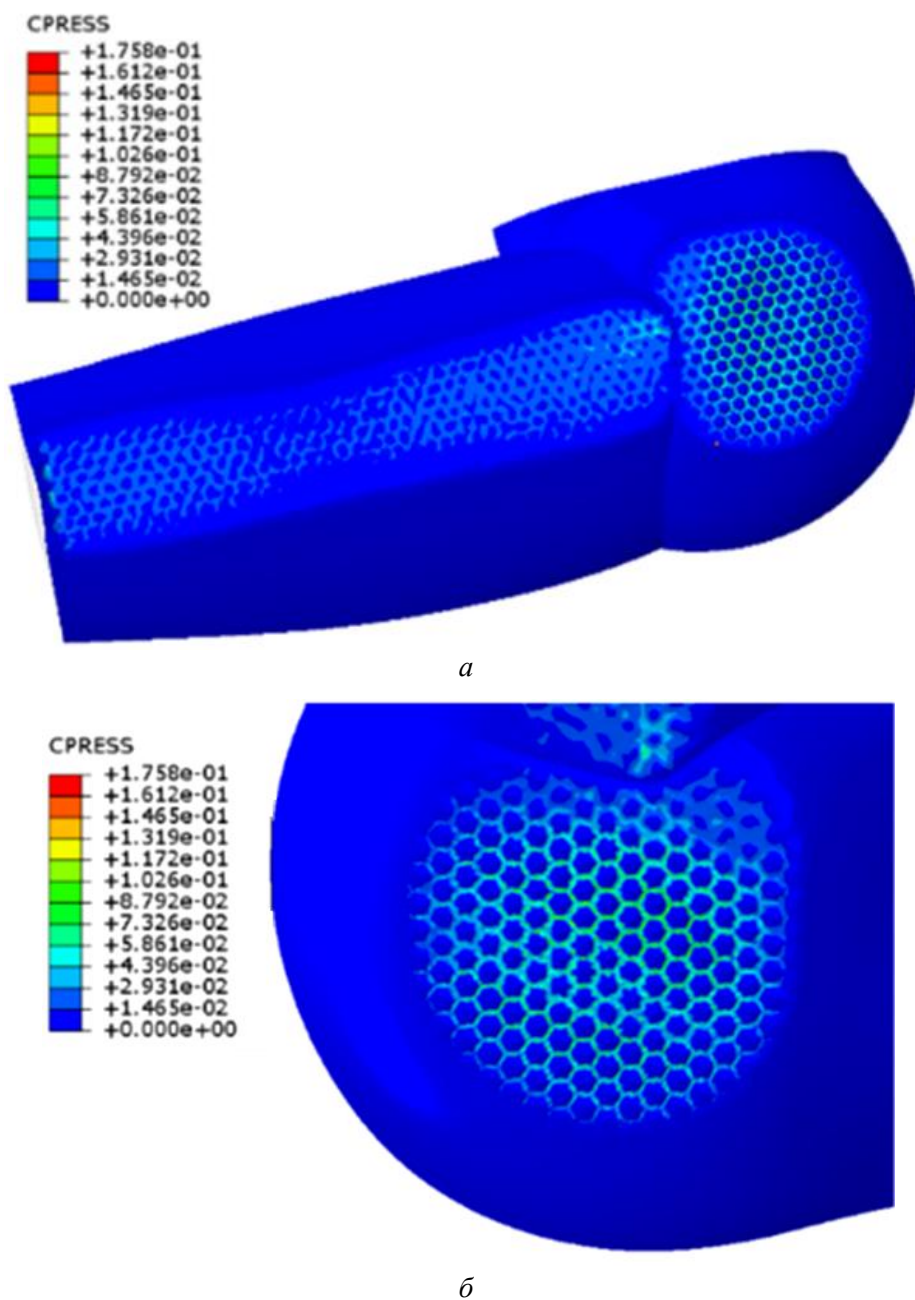 CPRESS
+1.758e-01
+1.612e-01
+1.465e-01
+1.319e-01
+1.172e-01
+1.026e-01
+8.792e-02
+7.326e-02
+5.861e-02
+4.396e-02
+2.931e-02
+1.465e-02
+0.000e+00
а
CPRESS
+1.758e-01
+1.612e-01
+1.465e-01
+1.319e-01
+1.172e-01
+1.026e-01
+8.792e-02
+7.326e-02
+5.861e-02
+4.396e-02
+2.931e-02
+1.465e-02
+0.000e+00
б